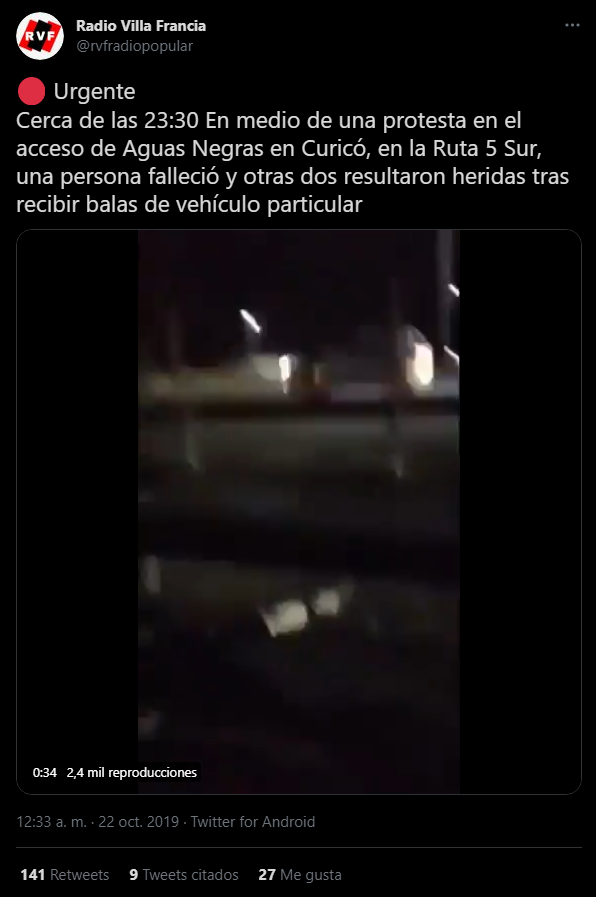 RVF
Radio Villa Francia
@rvfradiopopular
Urgente
Cerca de las 23:30 En medio de una protesta en el
acceso de Aguas Negras en Curicó, en la Ruta 5 Sur,
una persona falleció y otras dos resultaron heridas tras
recibir balas de vehículo particular
0:34 2,4 mil reproducciones
12:33 a. m. · 22 oct. 2019 · Twitter for Android
141 Retweets 9 Tweets citados 27 Me gusta